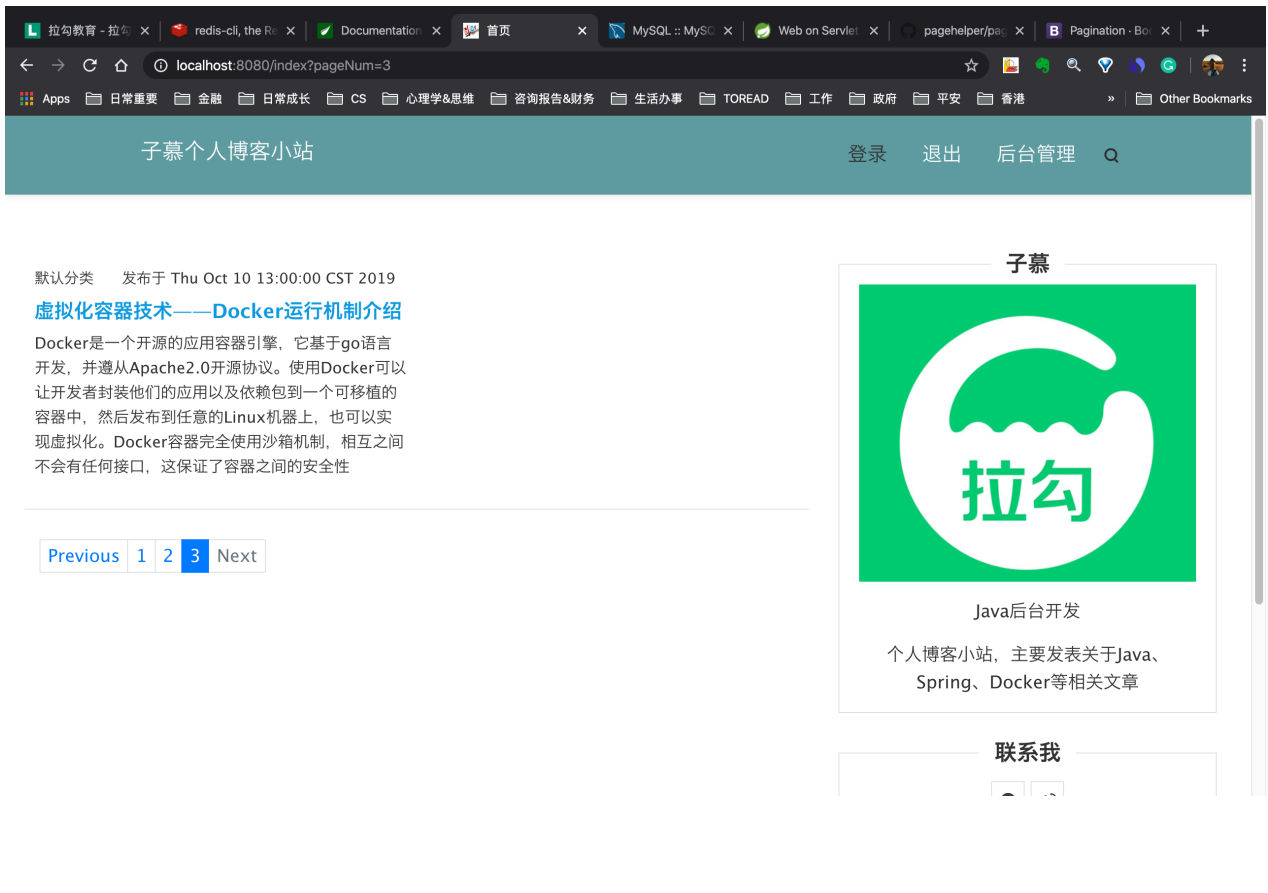 拉勾教育 - 拉勾
redis-cli, the Re
Documentation
首页
MySQL :: MySQ
Web on Servlet
pagehelper/pag
Pagination · Boo
localhost:8080/index?pageNum=3
Apps 日常重要 金融 日常成长 CS 心理学&思维 咨询报告&财务 生活办事 TOREAD 工作 政府 平安 香港 » Other Bookmarks
子慕个人博客小站
登录 退出 后台管理
默认分类 发布于 Thu Oct 10 13:00:00 CST 2019
虚拟化容器技术——Docker运行机制介绍
Docker是一个开源的应用容器引擎，它基于go语言
开发，并遵从Apache2.0开源协议。使用Docker可以
让开发者封装他们的应用以及依赖包到一个可移植的
容器中，然后发布到任意的Linux机器上，也可以实
现虚拟化。Docker容器完全使用沙箱机制，相互之间
不会有任何接口，这保证了容器之间的安全性
Previous 1 2 3 Next
子慕
拉勾
Java后台开发
个人博客小站，主要发表关于Java、
Spring、Docker等相关文章
联系我